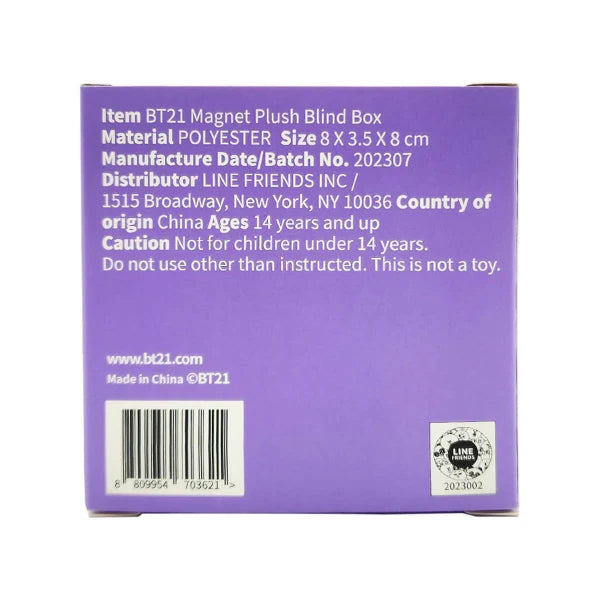 Item BT21 Magnet Plush Blind Box
Material POLYESTER Size 8 X 3.5 X 8 cm
Manufacture Date/Batch No. 202307
Distributor LINE FRIENDS INC /
1515 Broadway, New York, NY 10036 Country of
origin China Ages 14 years and up
Caution Not for children under 14 years.
Do not use other than instructed. This is not a toy.
www.bt21.com
Made in China ©BT21
8 809954 703621 >
LINE
FRIENDS
2023002